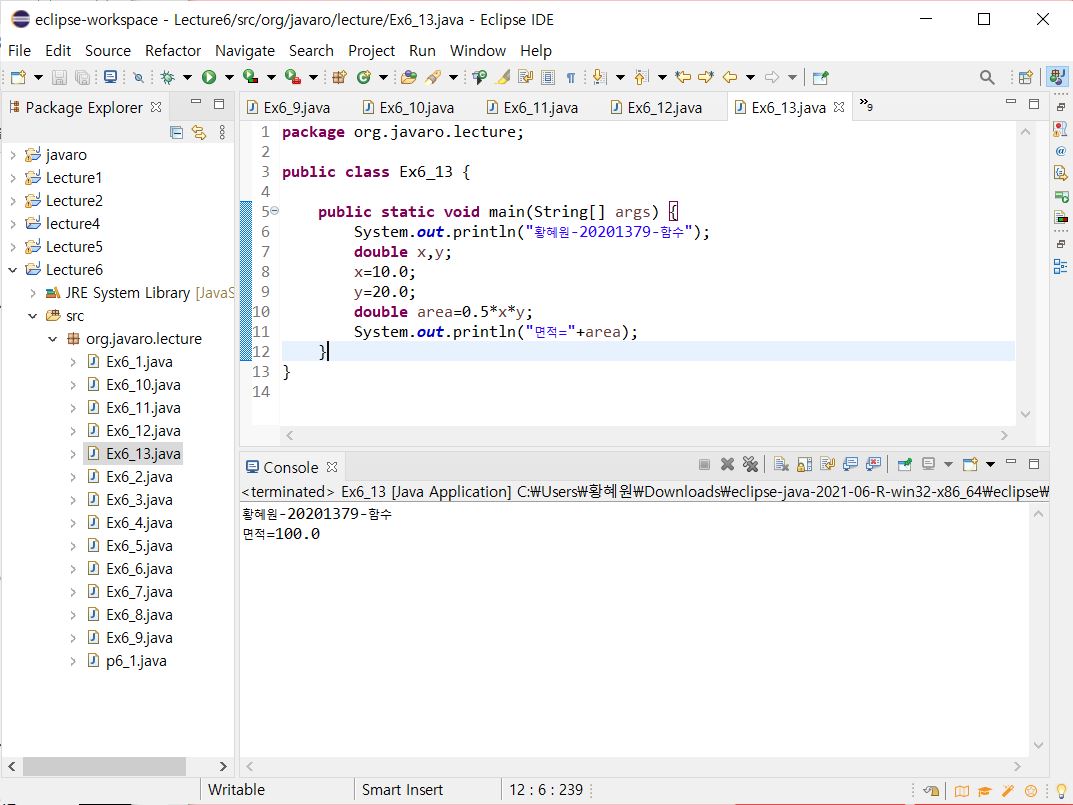 eclipse-workspace - Lecture6/src/org/javaro/lecture/Ex6_13.java - Eclipse IDE
File Edit Source Refactor Navigate Search Project Run Window Help
Package Explorer
javaro
Lecture1
Lecture2
lecture4
Lecture5
Lecture6
JRE System Library [JavaS
src
org.javaro.lecture
Ex6_1.java
Ex6_10.java
Ex6_11.java
Ex6_12.java
Ex6_13.java
Ex6_2.java
Ex6_3.java
Ex6_4.java
Ex6_5.java
Ex6_6.java
Ex6_7.java
Ex6_8.java
Ex6_9.java
p6_1.java
Ex6_9.java Ex6_10.java Ex6_11.java Ex6_12.java Ex6_13.java »9
1 package org.javaro.lecture;
2
3 public class Ex6_13 {
4
5 public static void main(String[] args) {
6 System.out.println("황혜원-20201379-함수");
7 double x,y;
8 x=10.0;
9 y=20.0;
10 double area=0.5*x*y;
11 System.out.println("면적="+area);
12 }
13 }
14
Console
<terminated> Ex6_13 [Java Application] C:₩Users₩황혜원₩Downloads₩eclipse-java-2021-06-R-win32-x86_64₩eclipse₩
황혜원-20201379-함수
면적=100.0
Writable Smart Insert 12 : 6 : 239